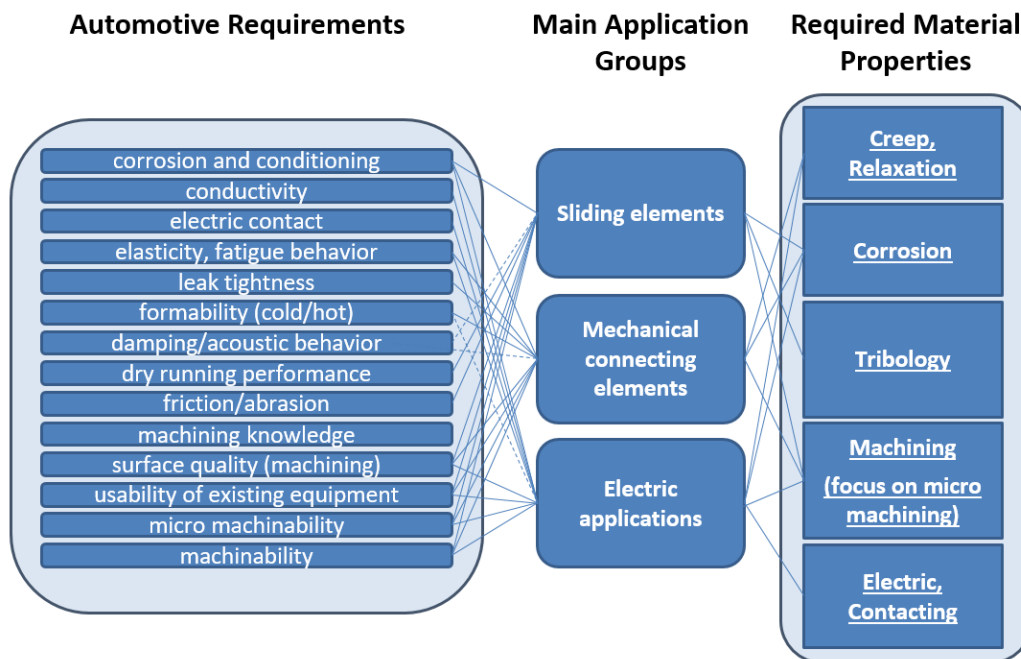 Automotive Requirements
corrosion and conditioning
conductivity
electric contact
elasticity, fatigue behavior
leak tightness
formability (cold/hot)
damping/acoustic behavior
dry running performance
friction/abrasion
machining knowledge
surface quality (machining)
usability of existing equipment
micro machinability
machinability
Main Application
Groups
Sliding elements
Mechanical
connecting
elements
Electric
applications
Required Material
Properties
Creep,
Relaxation
Corrosion
Tribology
Machining
(focus on micro
machining)
Electric,
Contacting